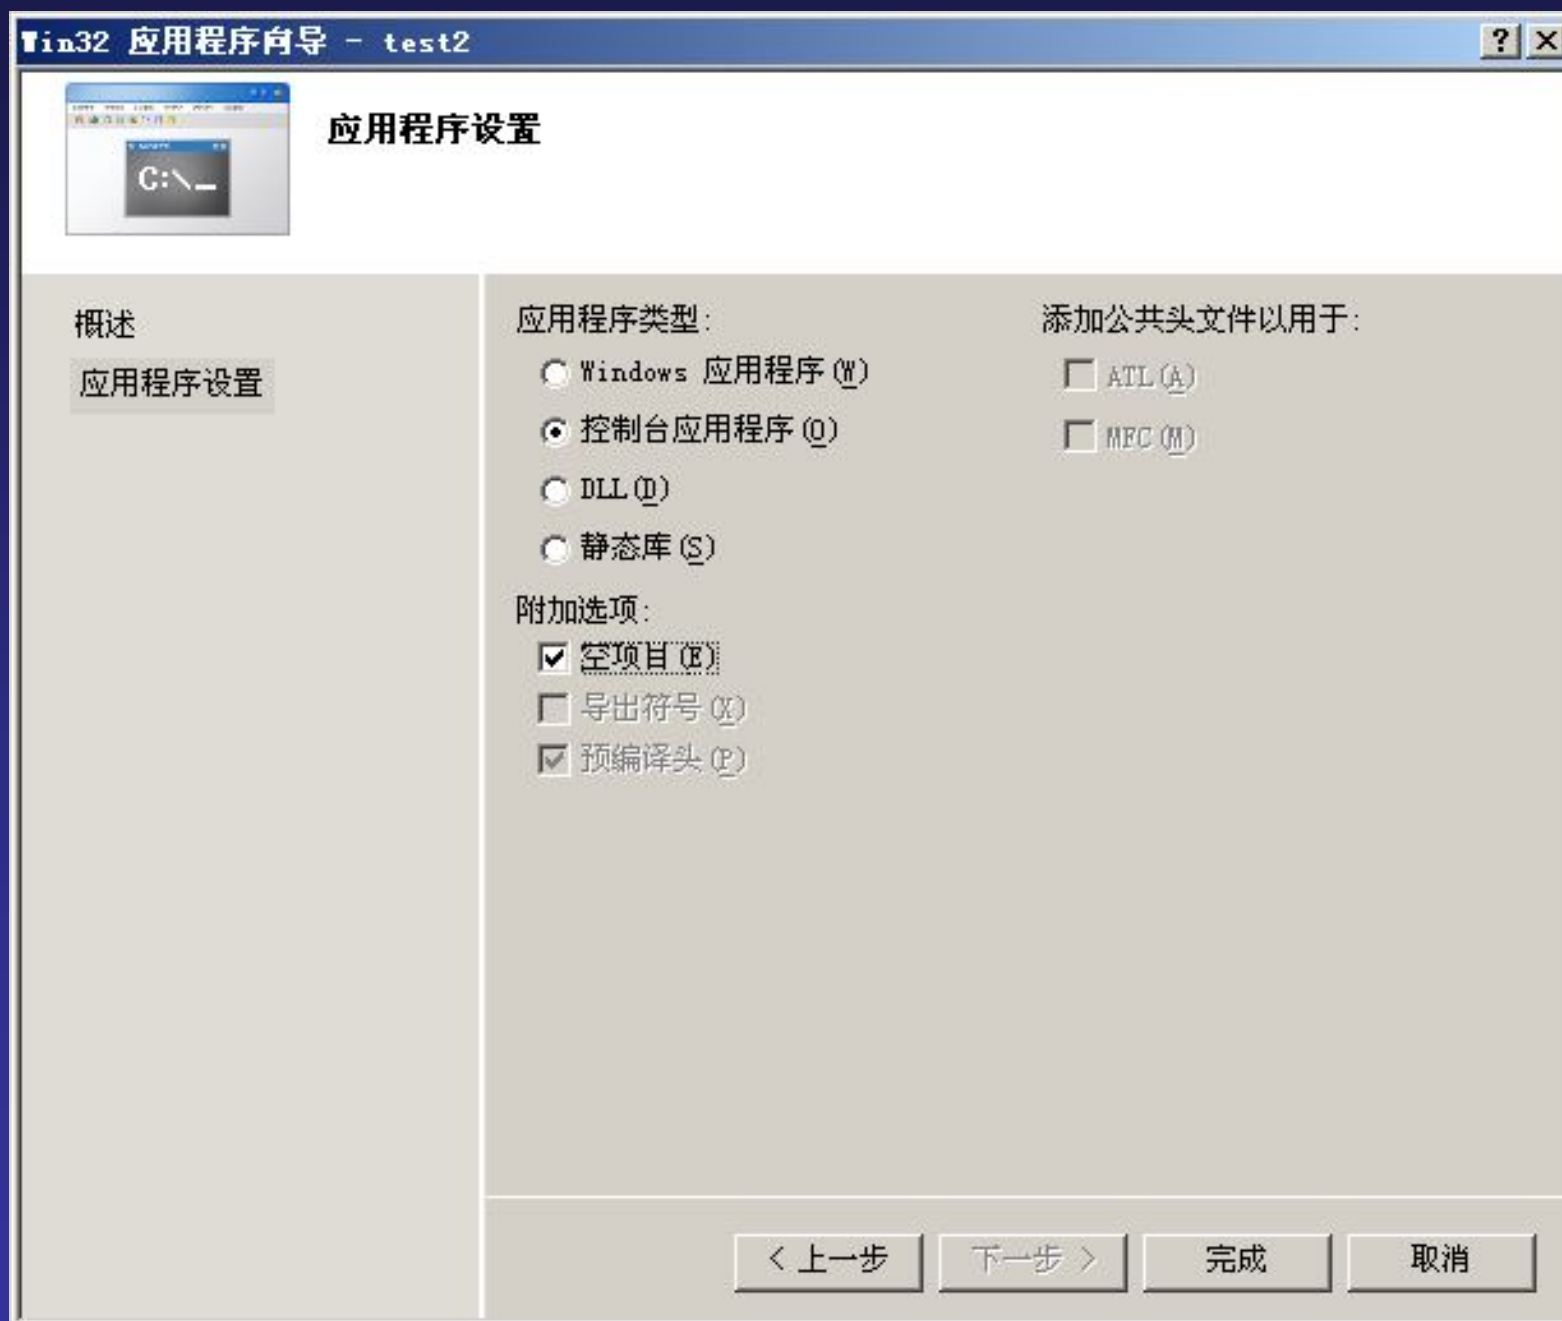 Win32 应用程序向导 - test2
应用程序设置
C:\_
概述
应用程序设置
应用程序类型:
Windows 应用程序(W)
控制台应用程序(O)
DLL(D)
静态库(S)
附加选项:
空项目(E)
导出符号(X)
预编译头(P)
添加公共头文件以用于:
ATL(A)
MFC(M)
< 上一步
下一步 >
完成
取消